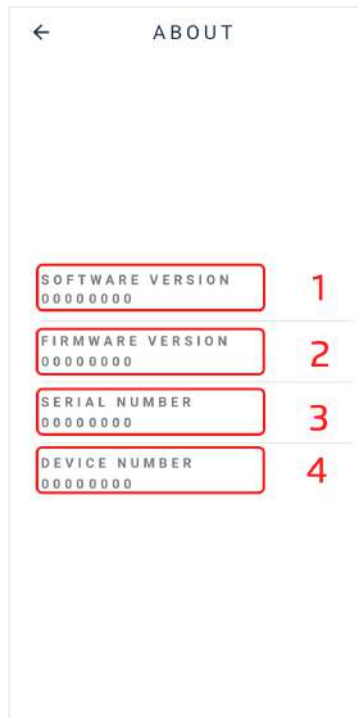 ABOUT
SOFTWARE VERSION
1
00000000
FIRMWARE VERSION
2
00000000
SERIAL NUMBER
3
00000000
DEVICE NUMBER
4
00000000